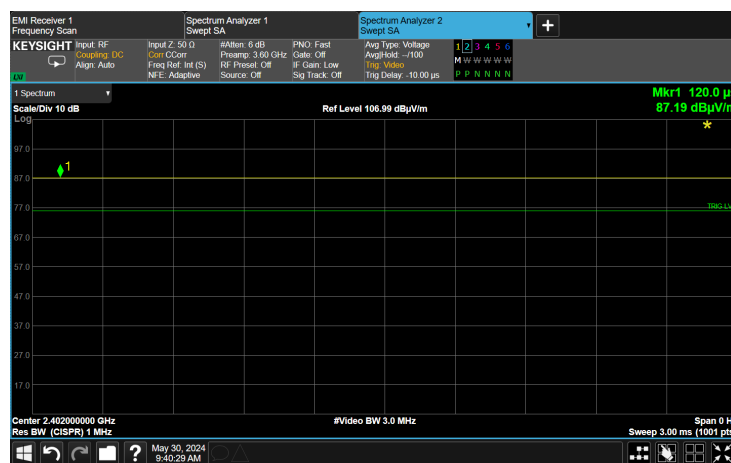 EMI Receiver 1
Frequency Scan
Spectrum Analyzer 1
Swept SA
Spectrum Analyzer 2
Swept SA
KEYSIGHT
LXI
Input: RF
Coupling: DC
Align: Auto
Input Z: 50 Ω
Corr CCorr
Freq Ref: Int (S)
NFE: Adaptive
#Atten: 6 dB
Preamp: 3.60 GHz
RF Presel: Off
Source: Off
PNO: Fast
Gate: Off
IF Gain: Low
Sig Track: Off
Avg Type: Voltage
Avg|Hold: --/100
Trig: Video
Trig Delay: -10.00 µs
1 2 3 4 5 6
M W W W W W
P P N N N N
1 Spectrum
Mkr1 120.0 µ
Scale/Div 10 dB
Ref Level 106.99 dBµV/m
87.19 dBµV/
Log
97.0
1
87.0
77.0
TRIG LV
67.0
57.0
47.0
37.0
27.0
17.0
Center 2.402000000 GHz
#Video BW 3.0 MHz
Span 0 H
Res BW (CISPR) 1 MHz
Sweep 3.00 ms (1001 pts
May 30, 2024
9:40:29 AM